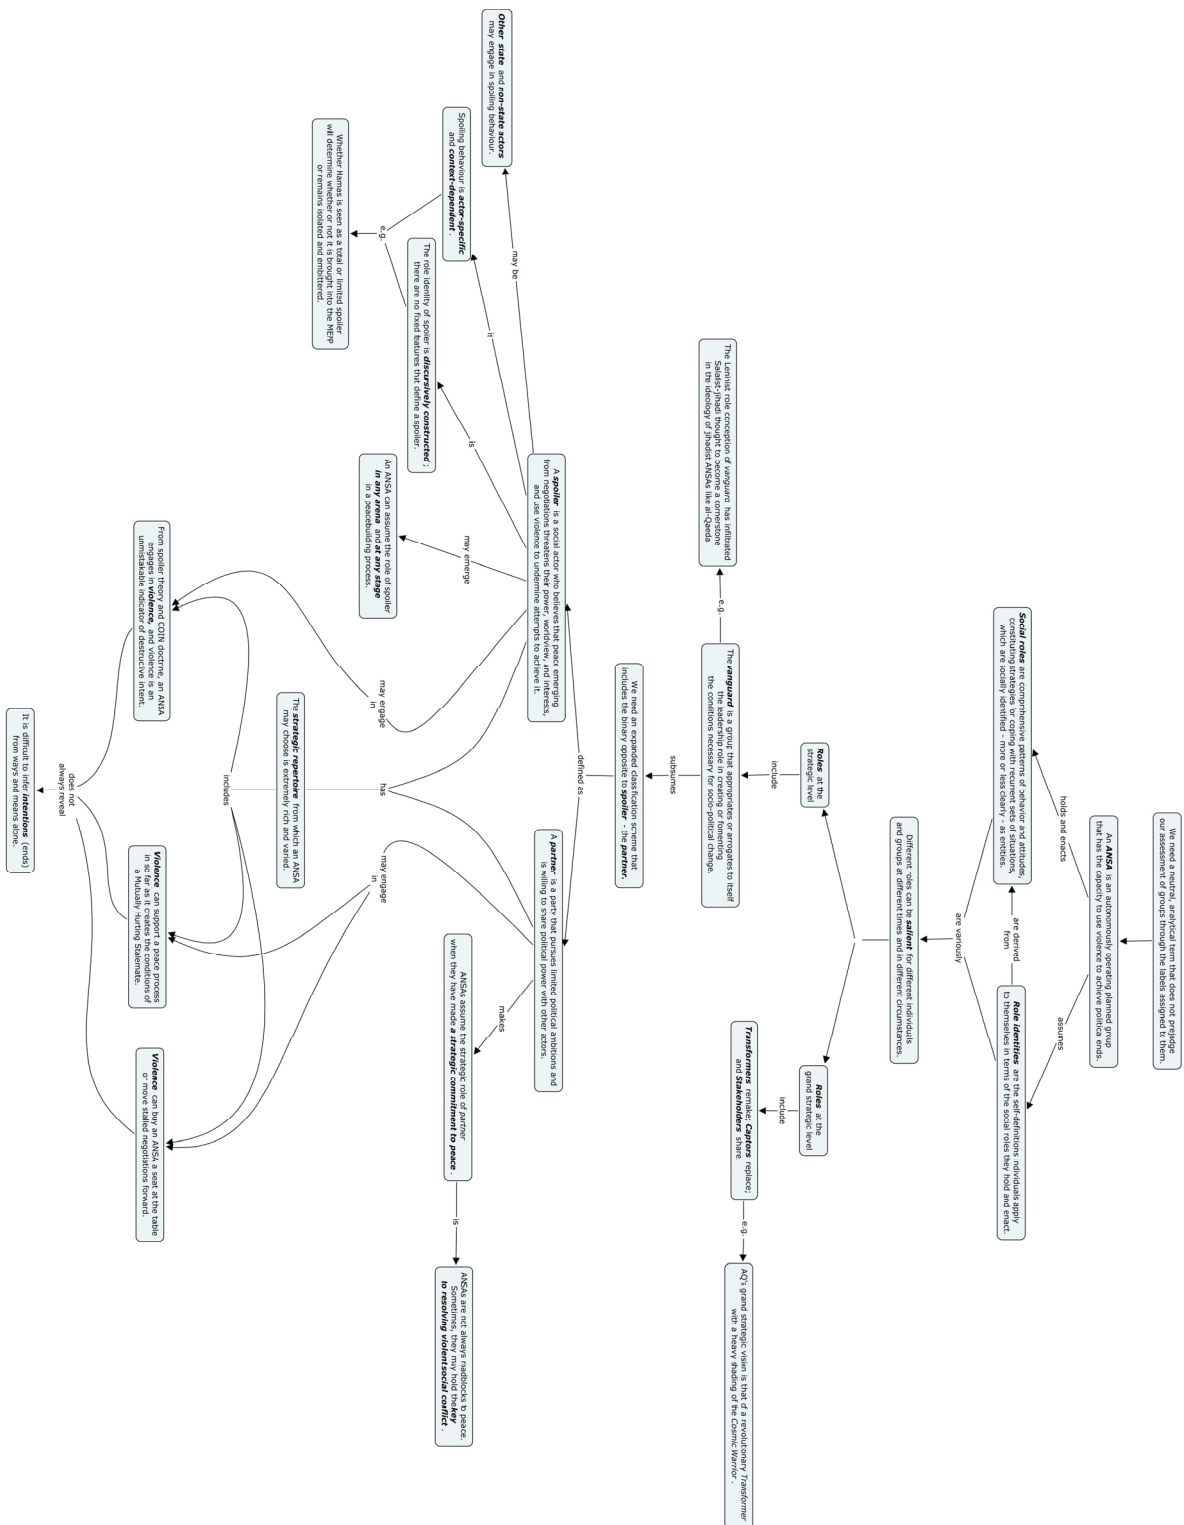 We need a neutral, analytical term that does not prejudge
our assessment of groups through the labels assigned to them.
An ANSA is an autonomously operating planned group
that has the capacity to use violence to achieve political ends.
holds and enacts
assumes
Social roles are comprehensive patterns of behavior and attitudes,
constituting strategies for coping with recurrent sets of situations,
which are socially identified - more or less clearly - as entities.
are derived
from
Role identities are the self-definitions individuals apply
to themselves in terms of the social roles they hold and enact.
are variously
Different roles can be salient for different individuals
and groups at different times and in different circumstances.
Roles at the
strategic level
Roles at the
grand strategic level
include
include
The Leninist role conception of vanguard has infiltrated
Salafist-jihadi thought to become a cornerstone
in the ideology of jihadist ANSAs like al-Qaeda
e.g.
The vanguard is a group that appropriates or arrogates to itself
the leadership role in creating or fomenting
the conditions necessary for socio-political change.
Transformers remake; Captors replace;
and Stakeholders share.
e.g.
AQ's grand strategic vision is that of a revolutionary Transformer
with a heavy shading of the Cosmic Warrior .
subsumes
We need an expanded classification scheme that
includes the binary opposite to spoiler - the partner.
defined as
A spoiler is a social actor who believes that peace emerging
from negotiations threatens their power, worldview, and interests,
and use violence to undermine attempts to achieve it.
A partner is a party that pursues limited political ambitions and
is willing to share political power with other actors.
may be
Other state and non-state actors
may engage in spoiling behaviour.
is
Spoiling behaviour is actor-specific
and context-dependent .
is
The role identity of spoiler is discursively constructed ;
there are no fixed features that define a spoiler.
e.g.
Whether Hamas is seen as a total or limited spoiler
will determine whether or not it is brought into the MEPP
or remains isolated and embittered.
may emerge
An ANSA can assume the role of spoiler
in any arena and at any stage
in a peacebuilding process.
makes
ANSAs assume the strategic role of partner
when they have made a strategic commitment to peace .
is
ANSAs are not always roadblocks to peace.
Sometimes, they may hold the key
to resolving violent social conflict .
may engage
in
has
may engage
in
The strategic repertoire from which an ANSA
may choose is extremely rich and varied.
includes
From spoiler theory and COIN doctrine, an ANSA
engages in violence, and violence is an
unmistakable indicator of destructive intent.
Violence can support a peace process
in so far as it creates the conditions of
a Mutually Hurting Stalemate.
Violence can buy an ANSA a seat at the table
or move stalled negotiations forward.
does not
always reveal
It is difficult to infer intentions (ends)
from ways and means alone.